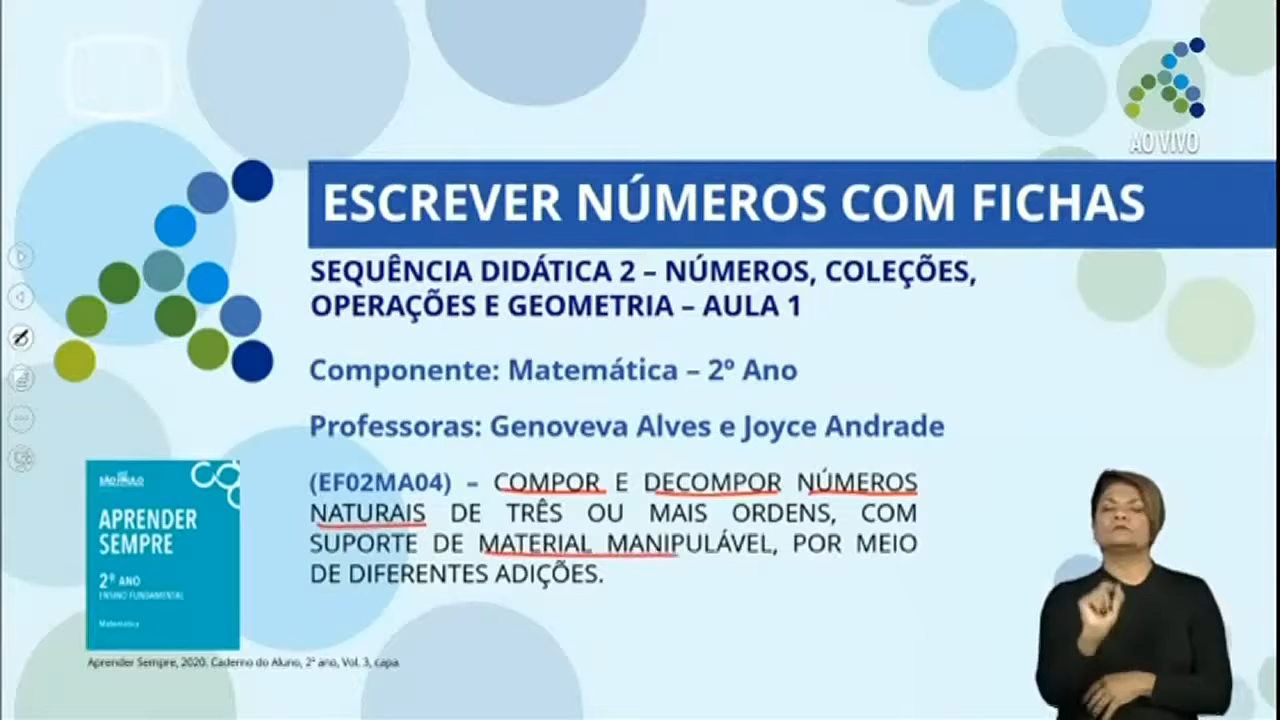 AO VIVO
ESCREVER NÚMEROS COM FICHAS
SEQUÊNCIA DIDÁTICA 2 – NÚMEROS, COLEÇÕES,
OPERAÇÕES E GEOMETRIA – AULA 1
Componente: Matemática – 2º Ano
Professoras: Genoveva Alves e Joyce Andrade
(EF02MA04) – COMPOR E DECOMPOR NÚMEROS
NATURAIS DE TRÊS OU MAIS ORDENS, COM
SUPORTE DE MATERIAL MANIPULÁVEL, POR MEIO
DE DIFERENTES ADIÇÕES.
SÃO PAULO
APRENDER
SEMPRE
2º ANO
ENSINO FUNDAMENTAL
Matemática
Aprender Sempre, 2020. Caderno do Aluno, 2º ano, Vol. 3, capa.